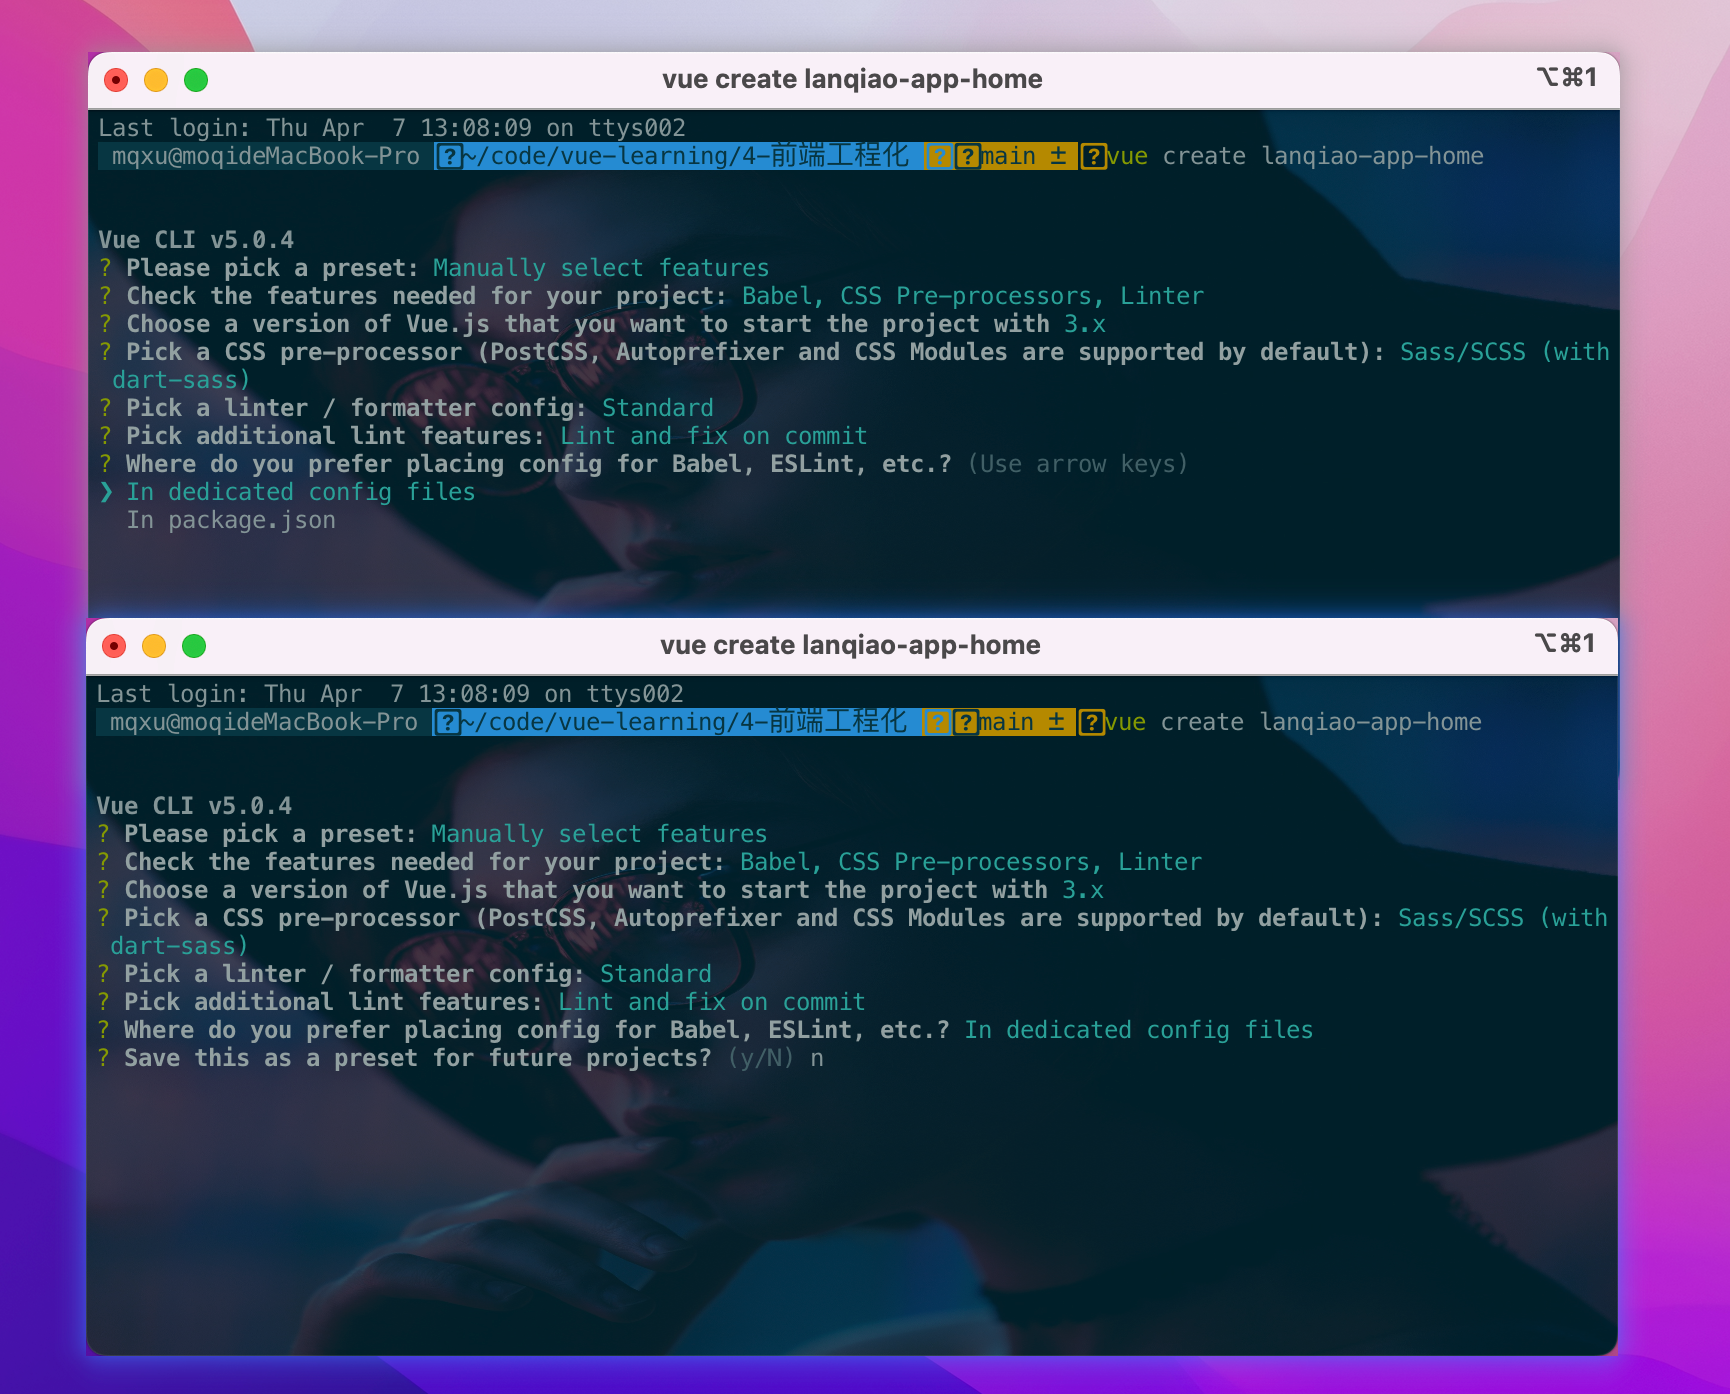 vue create lanqiao-app-home
⌥⌘1
Last login: Thu Apr  7 13:08:09 on ttys002
mqxu@moqideMacBook-Pro ?~/code/vue-learning/4-前端工程化 ??main ± ?vue create lanqiao-app-home
Vue CLI v5.0.4
? Please pick a preset: Manually select features
? Check the features needed for your project: Babel, CSS Pre-processors, Linter
? Choose a version of Vue.js that you want to start the project with 3.x
? Pick a CSS pre-processor (PostCSS, Autoprefixer and CSS Modules are supported by default): Sass/SCSS (with
dart-sass)
? Pick a linter / formatter config: Standard
? Pick additional lint features: Lint and fix on commit
? Where do you prefer placing config for Babel, ESLint, etc.? (Use arrow keys)
❯ In dedicated config files
In package.json
vue create lanqiao-app-home
⌥⌘1
Last login: Thu Apr  7 13:08:09 on ttys002
mqxu@moqideMacBook-Pro ?~/code/vue-learning/4-前端工程化 ??main ± ?vue create lanqiao-app-home
Vue CLI v5.0.4
? Please pick a preset: Manually select features
? Check the features needed for your project: Babel, CSS Pre-processors, Linter
? Choose a version of Vue.js that you want to start the project with 3.x
? Pick a CSS pre-processor (PostCSS, Autoprefixer and CSS Modules are supported by default): Sass/SCSS (with
dart-sass)
? Pick a linter / formatter config: Standard
? Pick additional lint features: Lint and fix on commit
? Where do you prefer placing config for Babel, ESLint, etc.? In dedicated config files
? Save this as a preset for future projects? (y/N) n